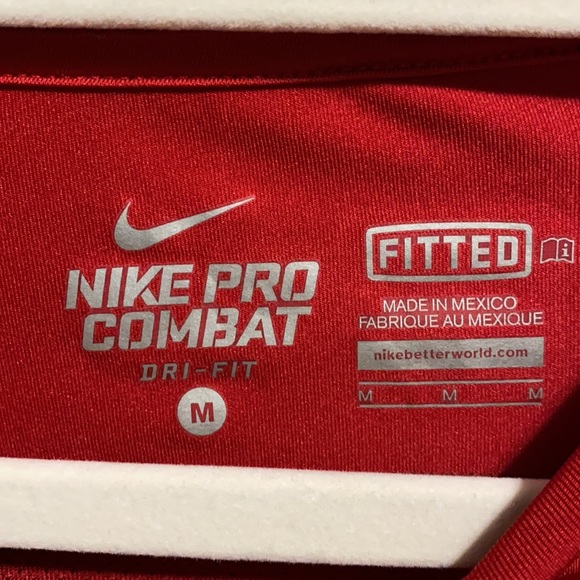 NIKE PRO
COMBAT
DRI-FIT
M
FITTED
i
MADE IN MEXICO
FABRIQUE AU MEXIQUE
nikebetterworld.com
M M M